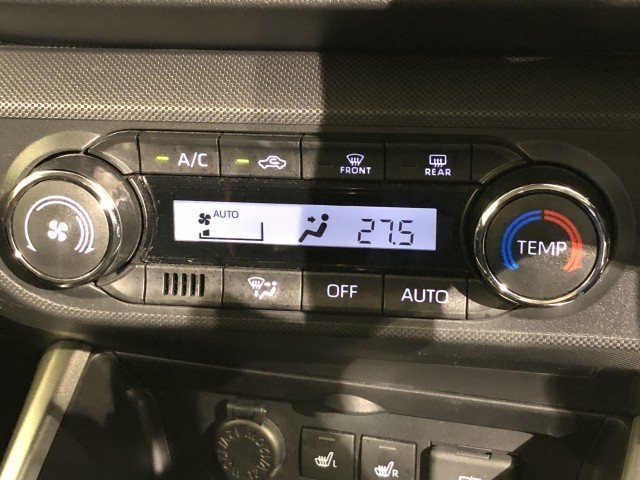 A/C
FRONT
REAR
AUTO
27.5
TEMP
OFF
AUTO
L
R